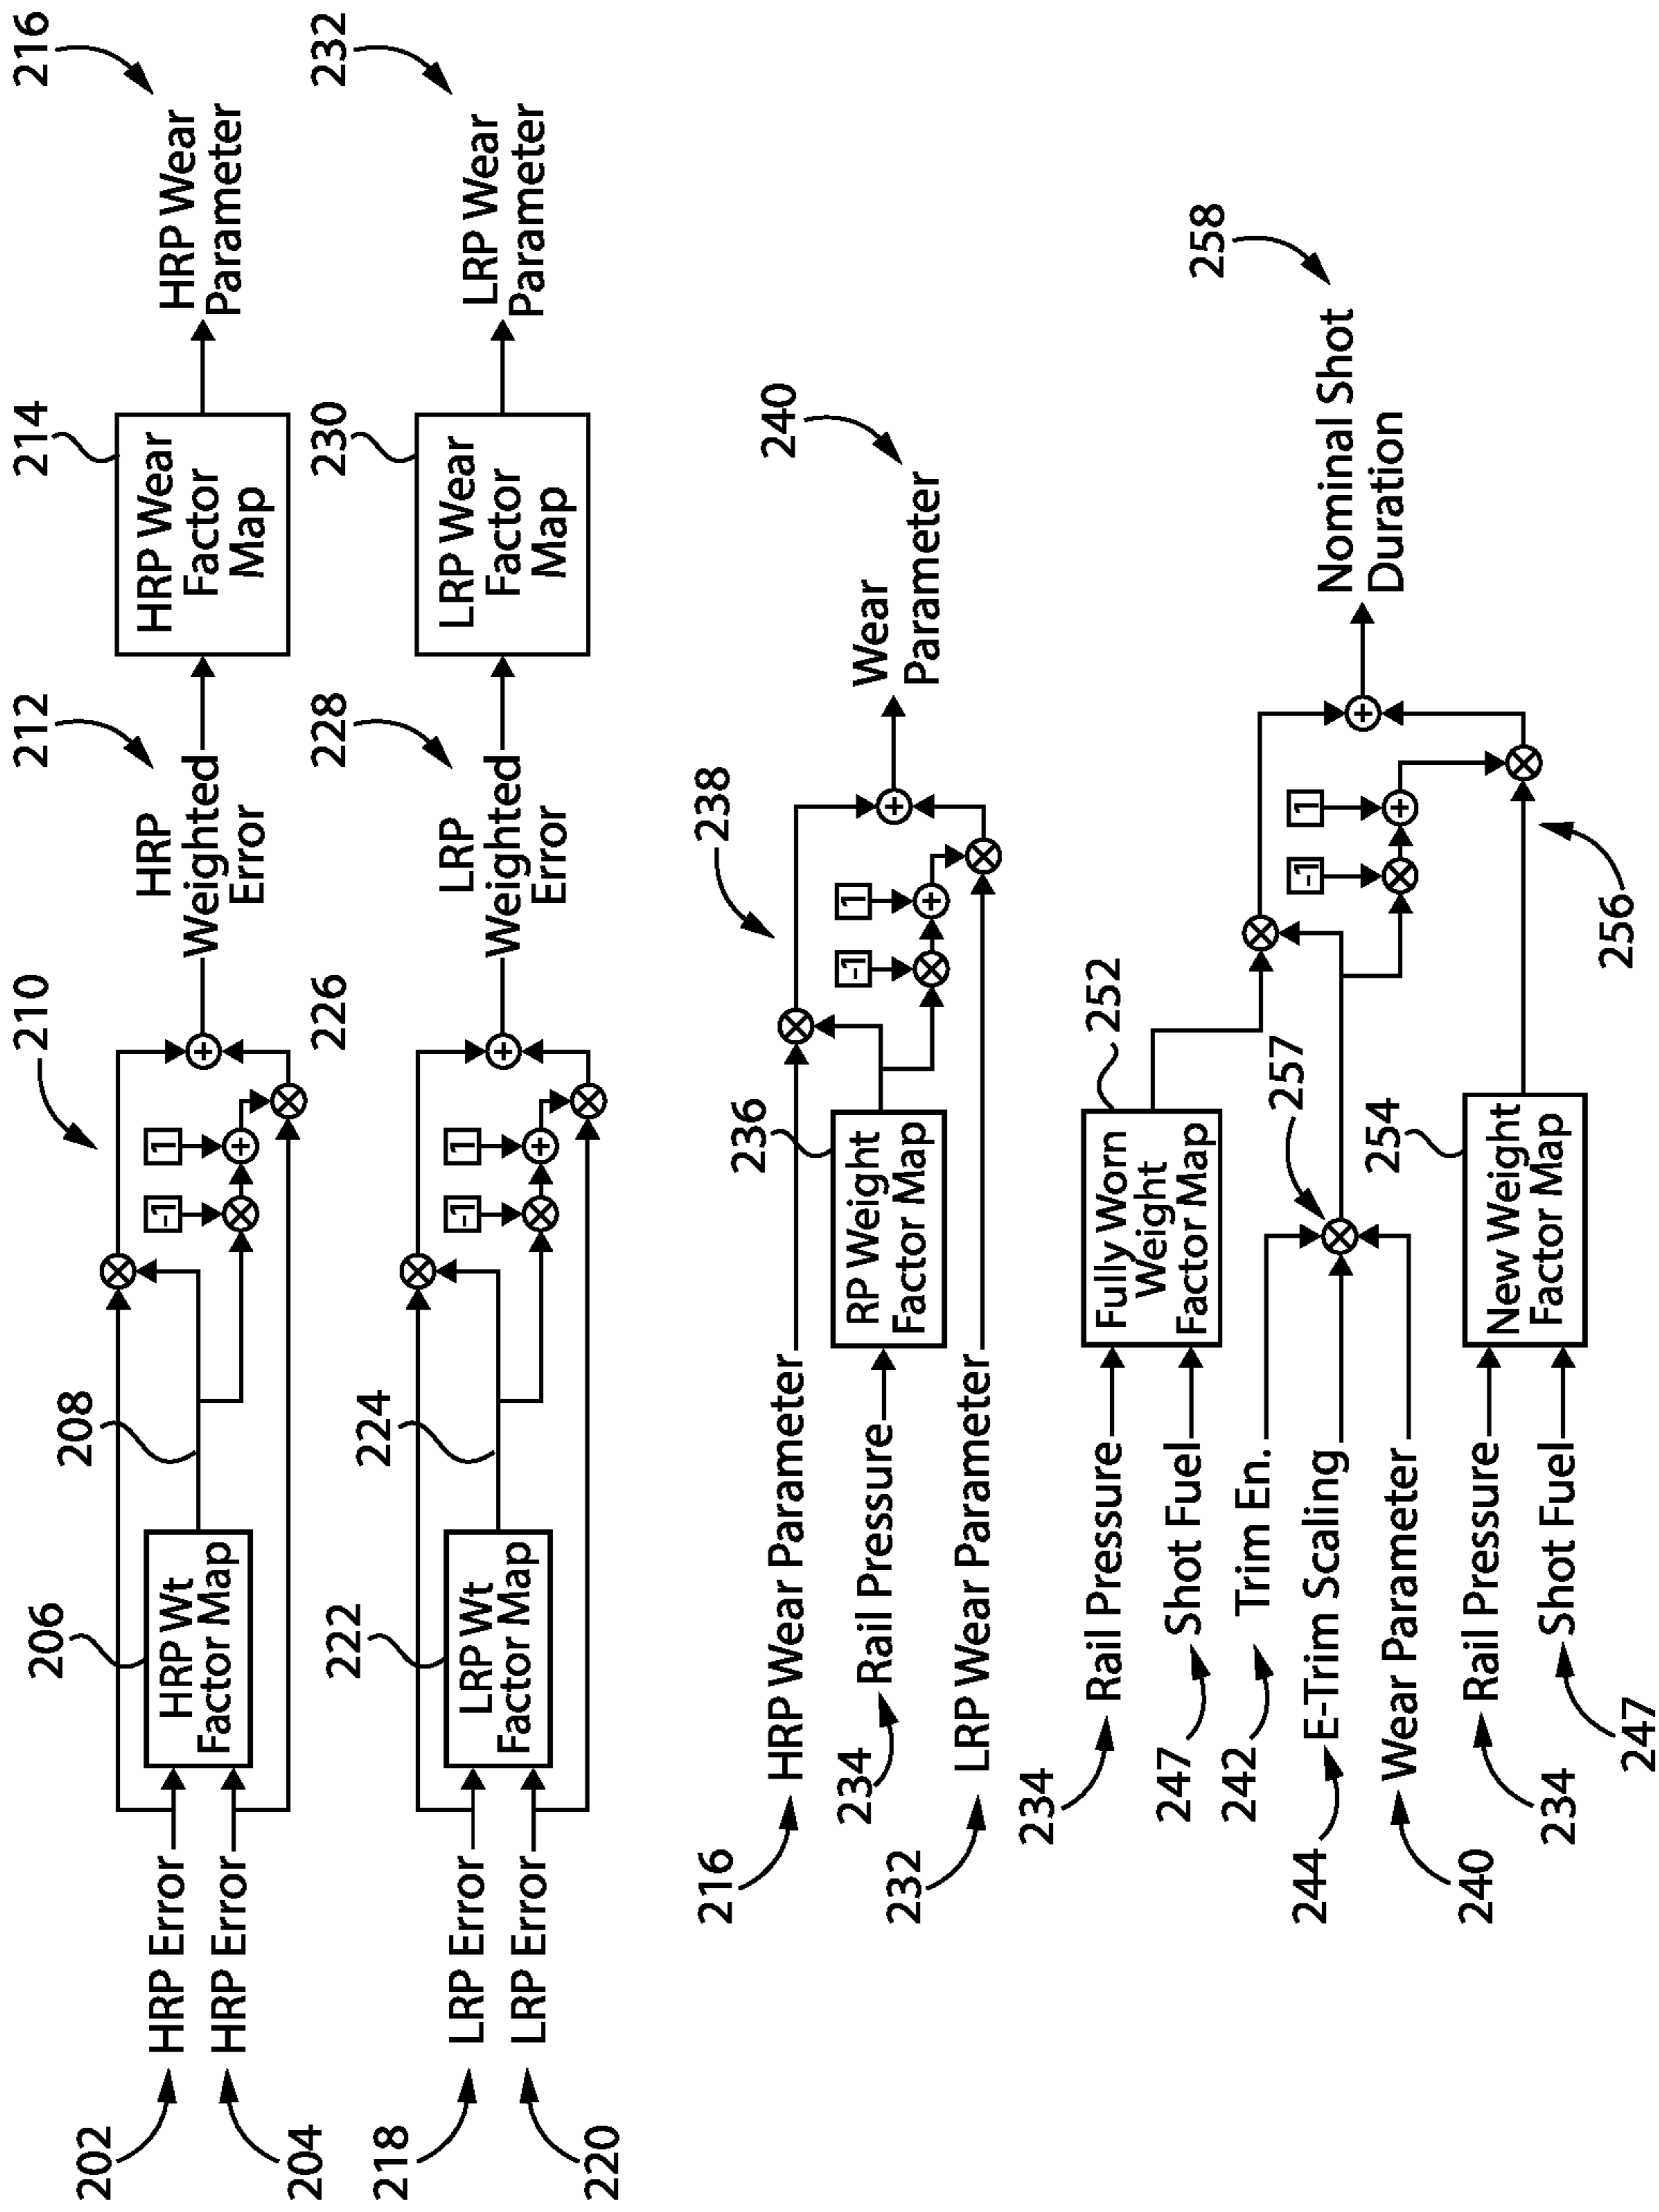 202
HRP Error
204
HRP Error
206
HRP Wt
Factor Map
208
-1
1
210
HRP
Weighted
Error
212
214
HRP Wear
Factor
Map
HRP Wear
Parameter
216
218
LRP Error
220
LRP Error
222
LRP Wt
Factor Map
224
-1
1
226
LRP
Weighted
Error
228
230
LRP Wear
Factor
Map
LRP Wear
Parameter
232
216
HRP Wear Parameter
234
Rail Pressure
232
LRP Wear Parameter
236
RP Weight
Factor Map
-1
1
238
Wear
Parameter
240
234
Rail Pressure
247
Shot Fuel
252
Fully Worn
Weight
Factor Map
242
Trim En.
244
E-Trim Scaling
240
Wear Parameter
257
234
Rail Pressure
247
Shot Fuel
254
New Weight
Factor Map
-1
1
256
Nominal Shot
Duration
258